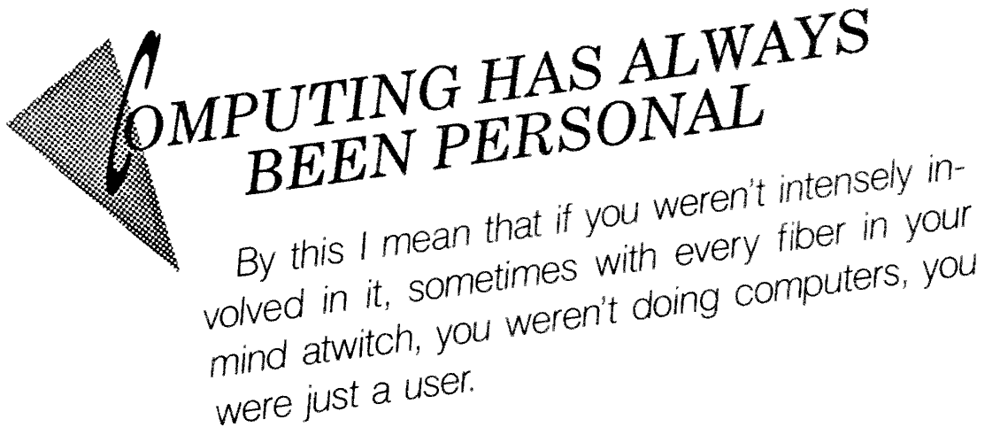 COMPUTING HAS ALWAYS
BEEN PERSONAL
By this I mean that if you weren't intensely in-
volved in it, sometimes with every fiber in your
mind atwitch, you weren't doing computers, you
were just a user.